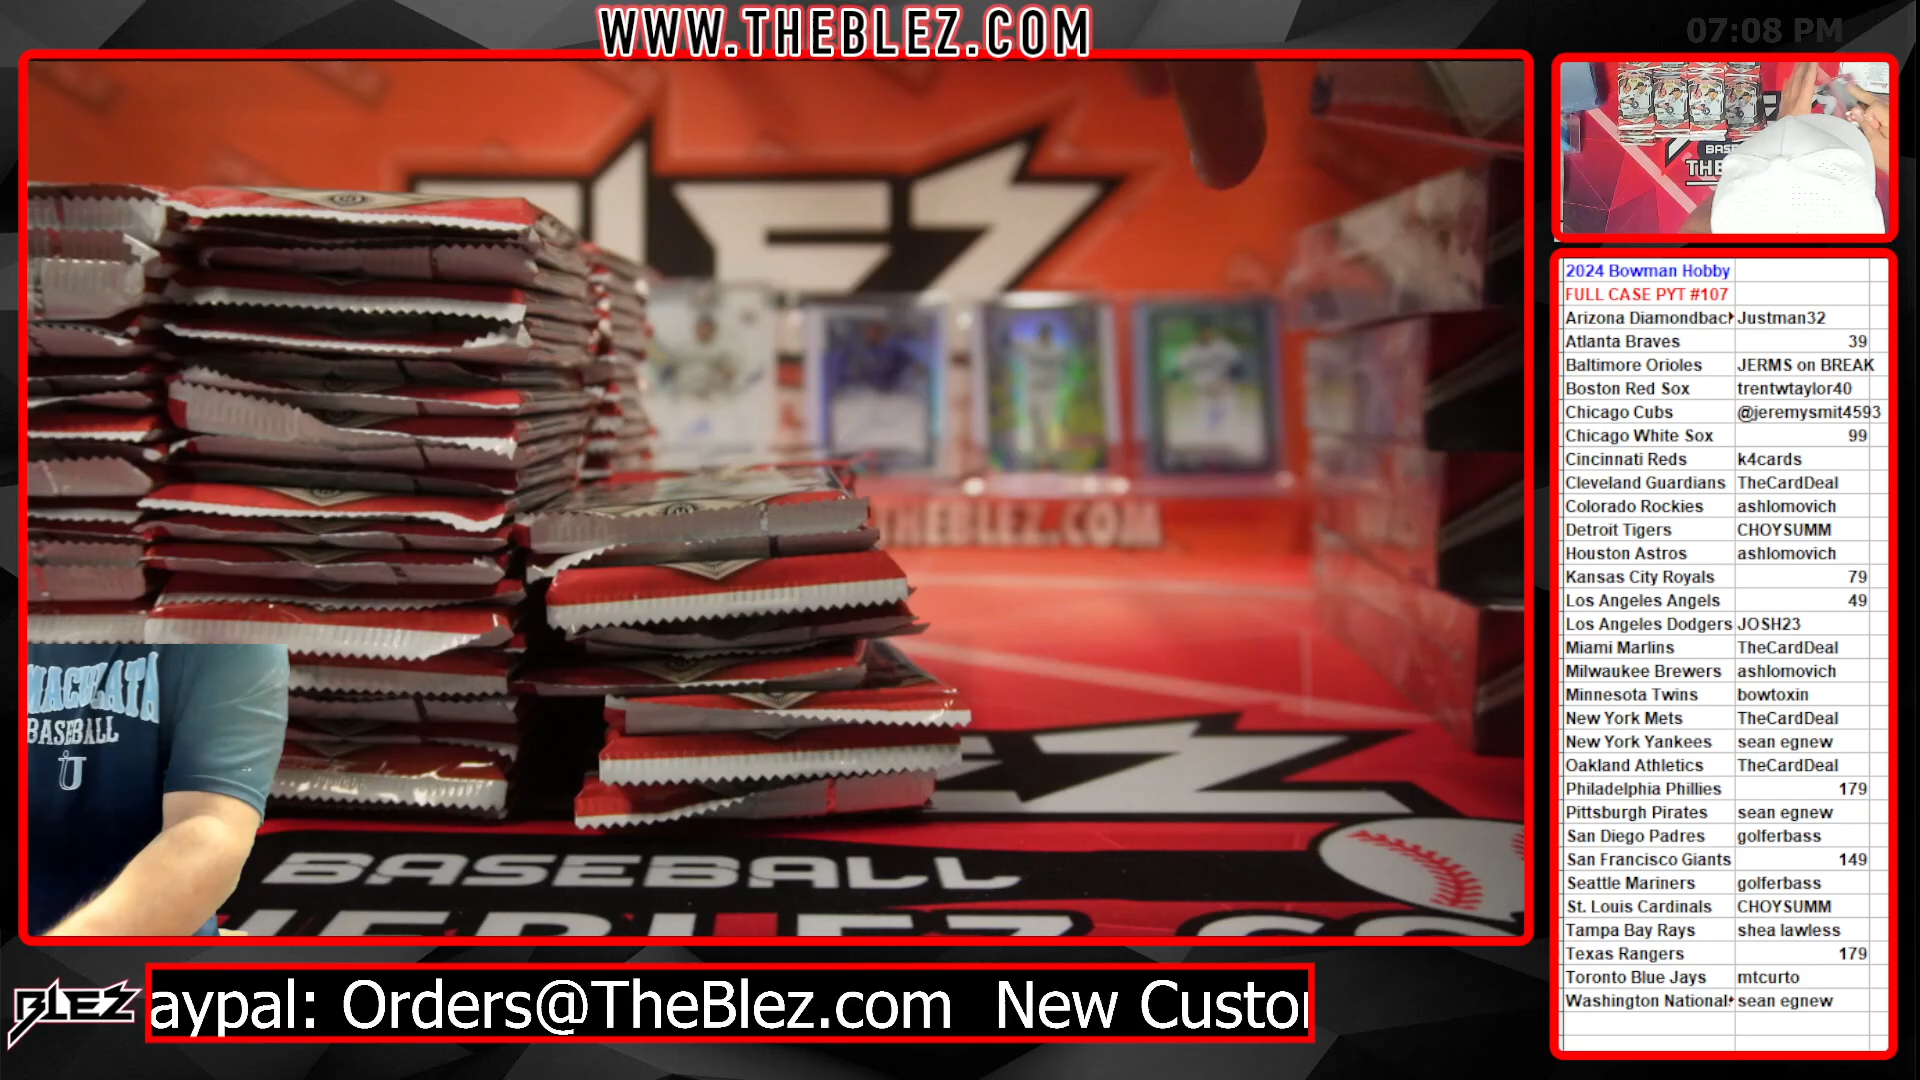 WWW.THEBLEZ.COM
07:08 PM
BLEZ
THEBLEZ.COM
BASEBALL
BASEBALL
U
2024 Bowman Hobby
FULL CASE PYT #107
Arizona Diamondbac Justman32
Atlanta Braves 39
Baltimore Orioles JERMS on BREAK
Boston Red Sox trentwtaylor40
Chicago Cubs @jeremysmit4593
Chicago White Sox 99
Cincinnati Reds k4cards
Cleveland Guardians TheCardDeal
Colorado Rockies ashlomovich
Detroit Tigers CHOYSUMM
Houston Astros ashlomovich
Kansas City Royals 79
Los Angeles Angels 49
Los Angeles Dodgers JOSH23
Miami Marlins TheCardDeal
Milwaukee Brewers ashlomovich
Minnesota Twins bowtoxin
New York Mets TheCardDeal
New York Yankees sean egnew
Oakland Athletics TheCardDeal
Philadelphia Phillies 179
Pittsburgh Pirates sean egnew
San Diego Padres golferbass
San Francisco Giants 149
Seattle Mariners golferbass
St. Louis Cardinals CHOYSUMM
Tampa Bay Rays shea lawless
Texas Rangers 179
Toronto Blue Jays mtcurto
Washington National sean egnew
BLEZ
aypal: Orders@TheBlez.com New Custo